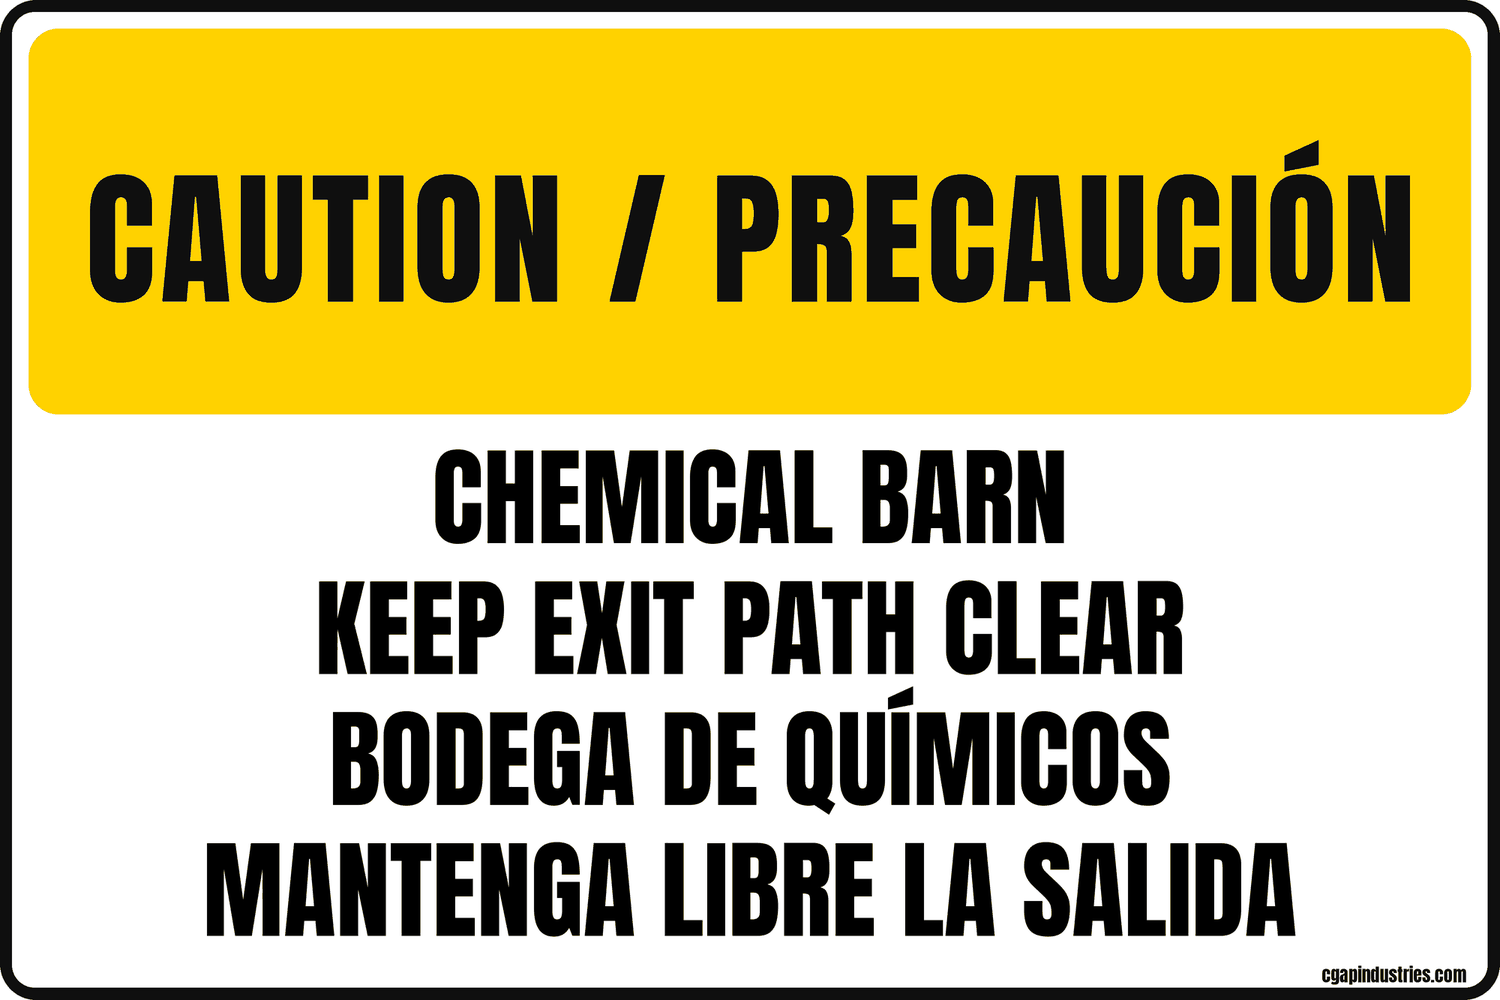 CAUTION / PRECAUCIÓN
CHEMICAL BARN
KEEP EXIT PATH CLEAR
BODEGA DE QUÍMICOS
MANTENGA LIBRE LA SALIDA
cgapindustries.com